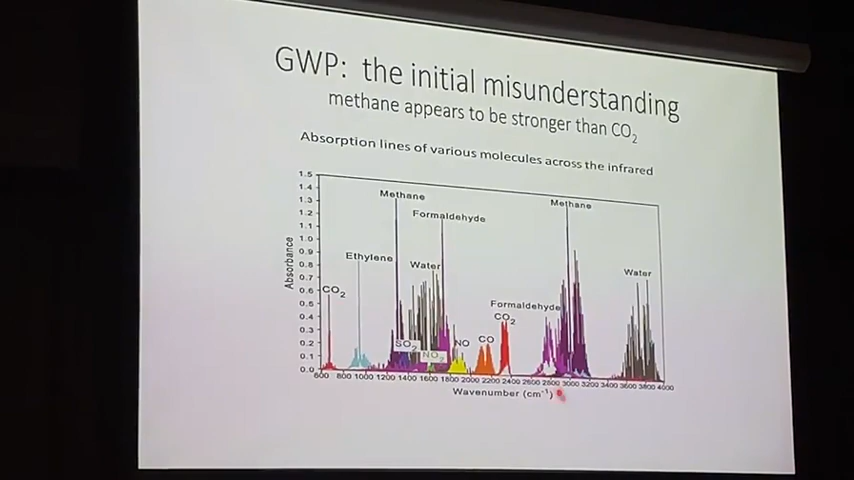 GWP: the initial misunderstanding
methane appears to be stronger than CO₂
Absorption lines of various molecules across the infrared
1.5
1.4
1.3
1.2
1.1
1.0
0.9
0.8
0.7
0.6
0.5
0.4
0.3
0.2
0.1
0.0
Absorbance
Methane
Formaldehyde
Methane
Ethylene
Water
Water
CO₂
Formaldehyde
CO₂
SO₂
NO₂
NO
CO
600 800 1000 1200 1400 1600 1800 2000 2200 2400 2600 2800 3000 3200 3400 3600 3800 4000
Wavenumber (cm⁻¹)